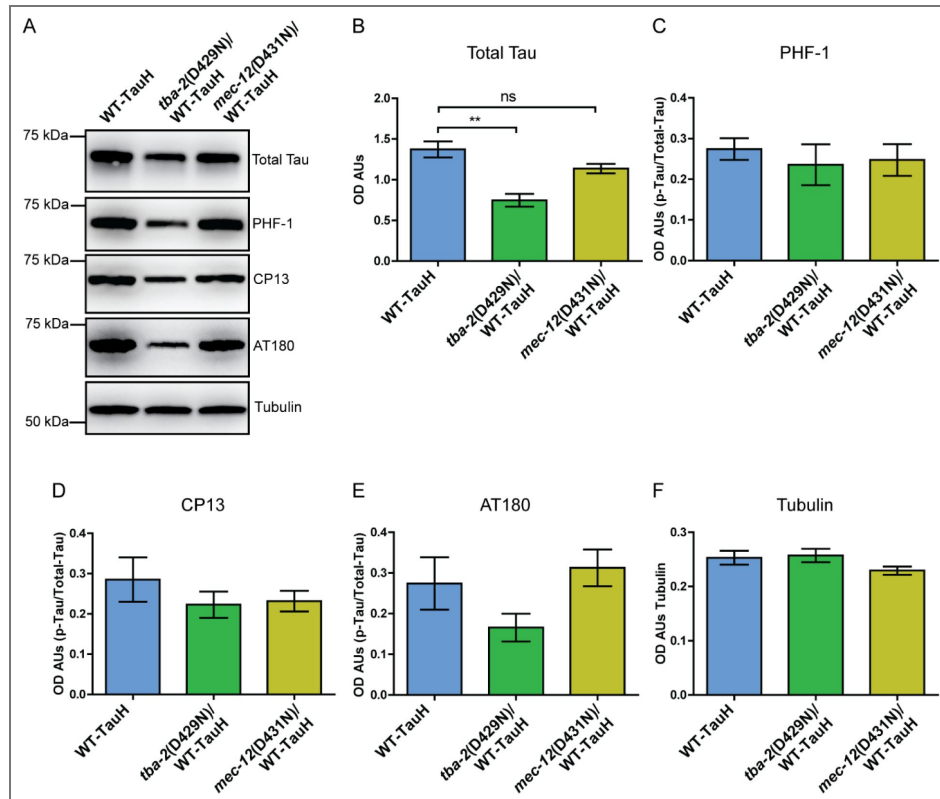 A
WT-TauH
tba-2(D429N)/
WT-TauH
mec-12(D431N)/
WT-TauH
75 kDa
Total Tau
75 kDa
PHF-1
75 kDa
CP13
75 kDa
AT180
Tubulin
50 kDa
B
Total Tau
OD AUs
2.0
1.5
1.0
0.5
0.0
ns
**
WT-TauH
tba-2(D429N)/
WT-TauH
mec-12(D431N)/
WT-TauH
C
PHF-1
OD AUs (p-Tau/Total-Tau)
0.4
0.3
0.2
0.1
0.0
WT-TauH
tba-2(D429N)/
WT-TauH
mec-12(D431N)/
WT-TauH
D
CP13
OD AUs (p-Tau/Total-Tau)
0.4
0.3
0.2
0.1
0.0
WT-TauH
tba-2(D429N)/
WT-TauH
mec-12(D431N)/
WT-TauH
E
AT180
OD AUs (p-Tau/Total-Tau)
0.4
0.3
0.2
0.1
0.0
WT-TauH
tba-2(D429N)/
WT-TauH
mec-12(D431N)/
WT-TauH
F
Tubulin
OD AUs Tubulin
0.3
0.2
0.1
0.0
WT-TauH
tba-2(D429N)/
WT-TauH
mec-12(D431N)/
WT-TauH